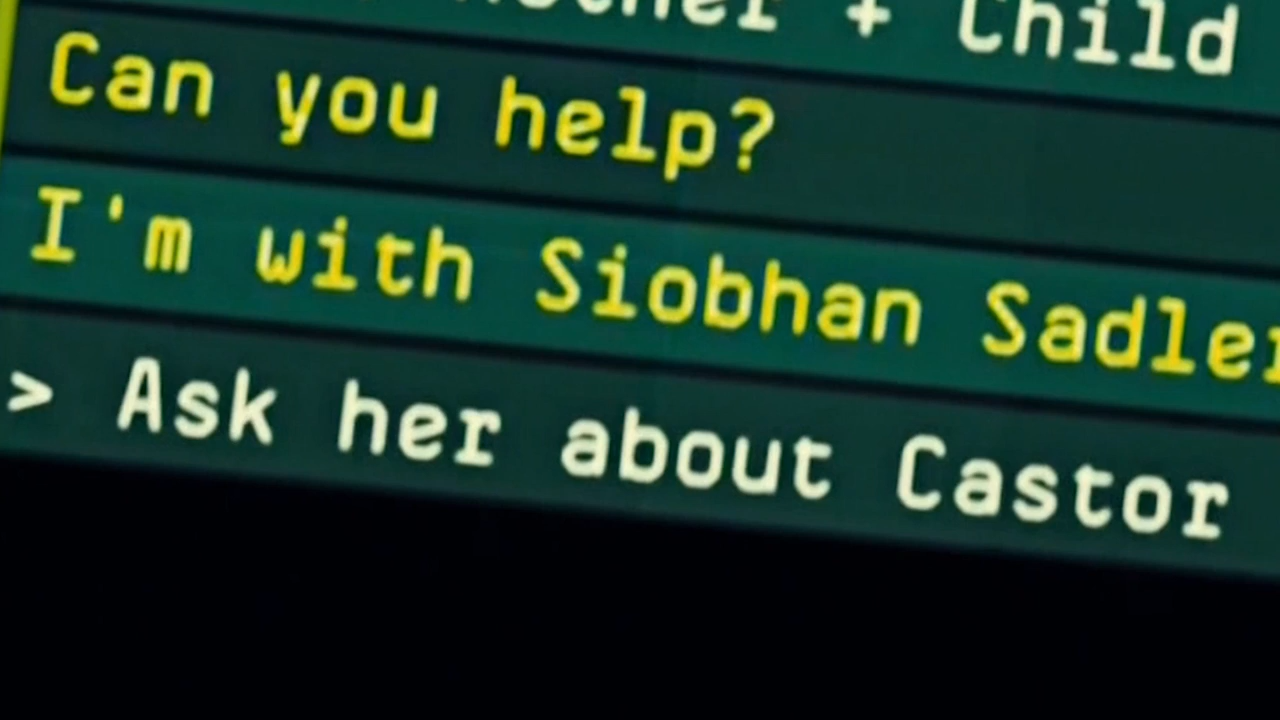 + Child
Can you help?
I'm with Siobhan Sadler
> Ask her about Castor